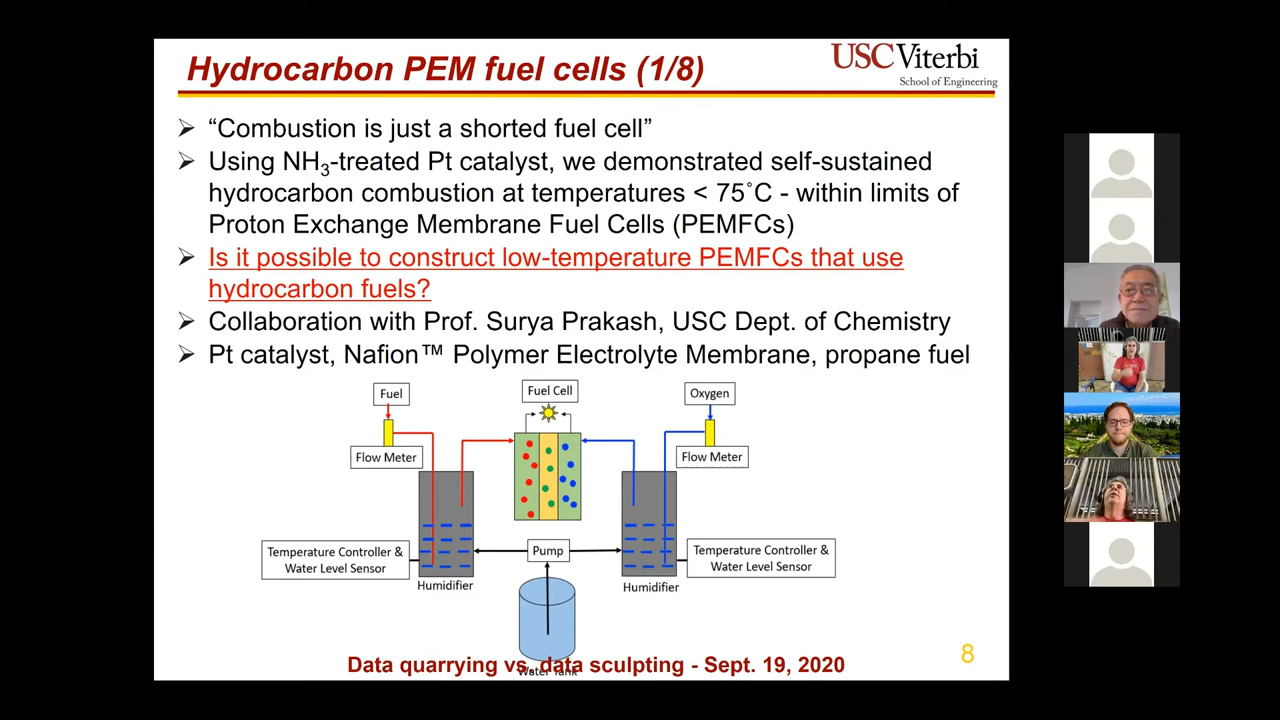 Hydrocarbon PEM fuel cells (1/8)
USC Viterbi
School of Engineering
➢ “Combustion is just a shorted fuel cell”
➢ Using NH₃-treated Pt catalyst, we demonstrated self-sustained
hydrocarbon combustion at temperatures < 75˚C - within limits of
Proton Exchange Membrane Fuel Cells (PEMFCs)
➢ Is it possible to construct low-temperature PEMFCs that use
hydrocarbon fuels?
➢ Collaboration with Prof. Surya Prakash, USC Dept. of Chemistry
➢ Pt catalyst, Nafion™ Polymer Electrolyte Membrane, propane fuel
Fuel
Fuel Cell
Oxygen
Flow Meter
Flow Meter
Temperature Controller &
Water Level Sensor
Pump
Temperature Controller &
Water Level Sensor
Humidifier
Humidifier
Data quarrying vs. data sculpting - Sept. 19, 2020
Water Tank
8